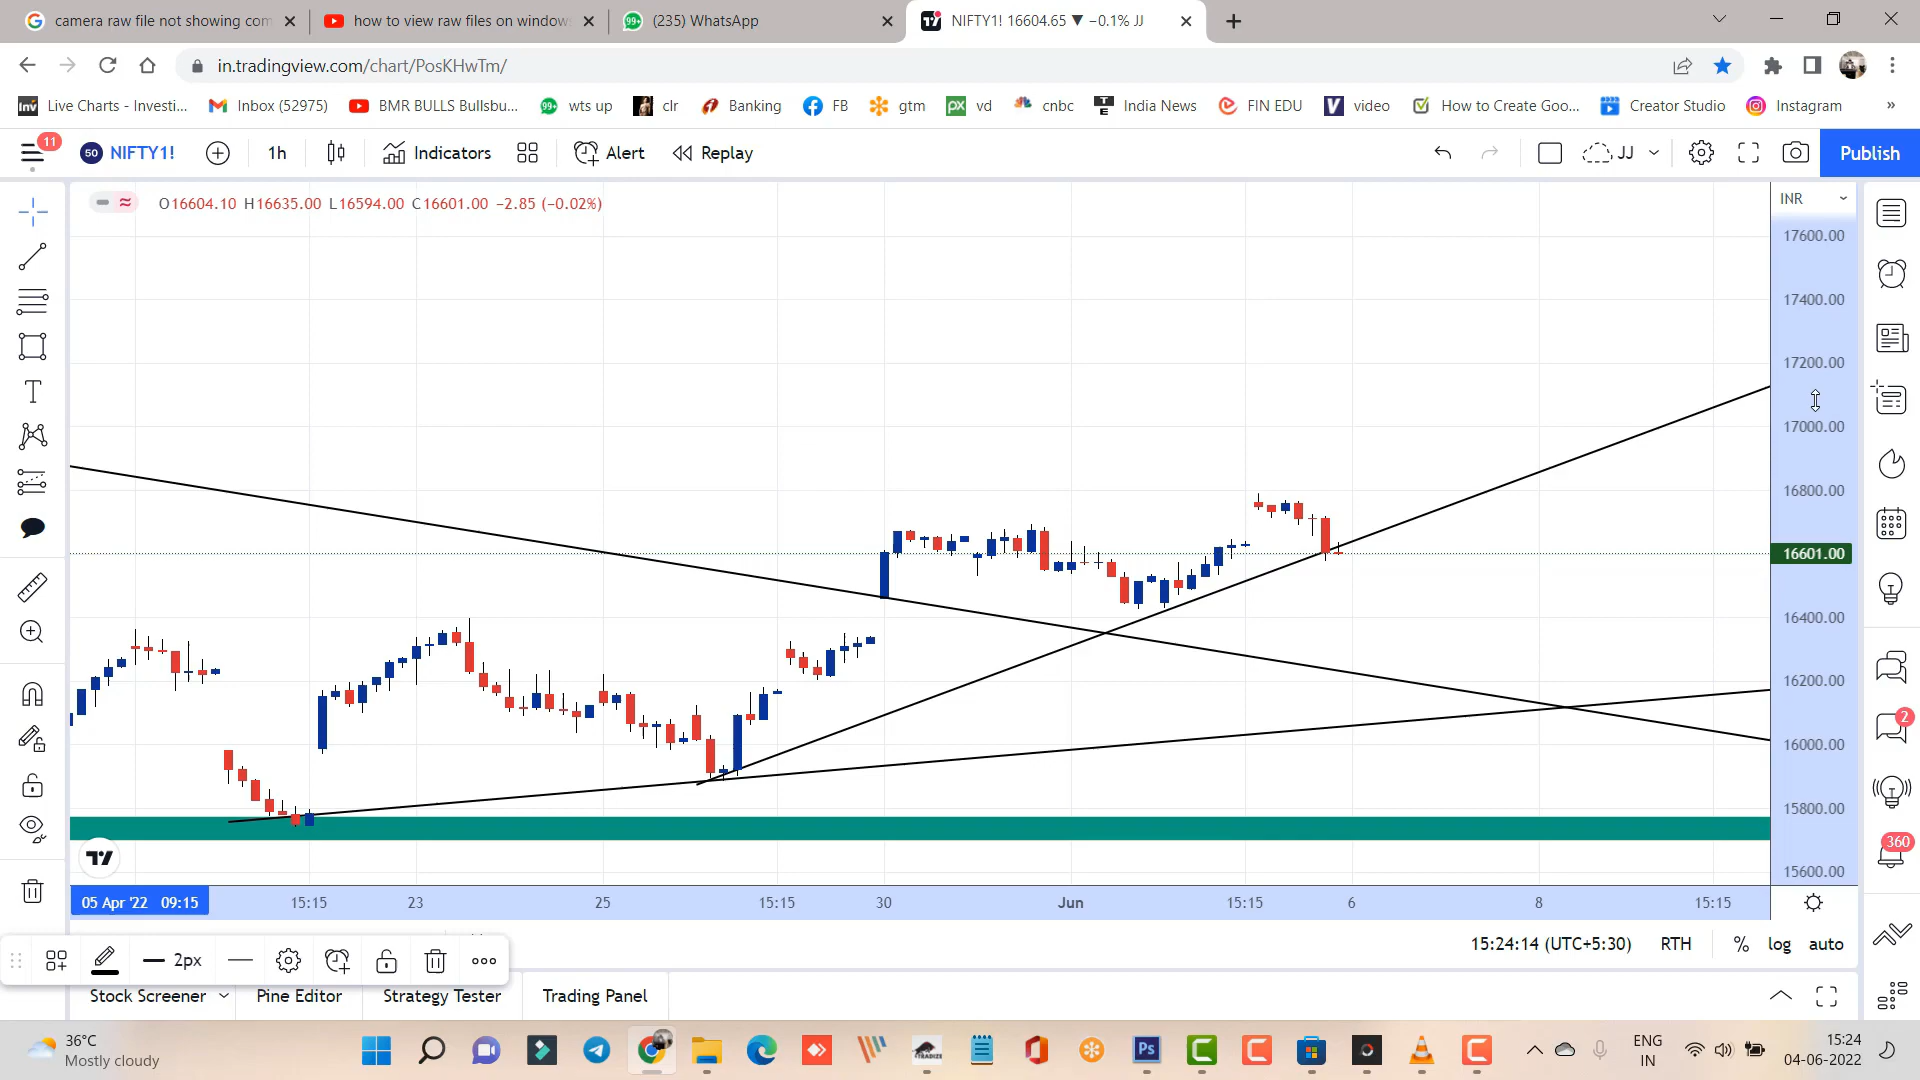 camera raw file not showing com
how to view raw files on window
99+ (235) WhatsApp
NIFTY1! 16604.65 ▼ −0.1% JJ
in.tradingview.com/chart/PosKHwTm/
Inv Live Charts - Investi...
Inbox (52975)
BMR BULLS Bullsbu...
99+ wts up
clr
Banking
FB
gtm
px vd
cnbc
India News
FIN EDU
V video
How to Create Goo...
Creator Studio
Instagram
»
11
50 NIFTY1!
1h
Indicators
Alert
Replay
JJ
Publish
O16604.10 H16635.00 L16594.00 C16601.00 −2.85 (−0.02%)
INR
17600.00
17400.00
17200.00
17000.00
16800.00
16601.00
16400.00
16200.00
16000.00
15800.00
15600.00
2
360
05 Apr '22 09:15
15:15
23
25
15:15
30
Jun
15:15
6
8
15:15
15:24:14 (UTC+5:30)
RTH
%
log
auto
2px
Stock Screener
Pine Editor
Strategy Tester
Trading Panel
36°C
Mostly cloudy
Ps
ENG
IN
15:24
04-06-2022